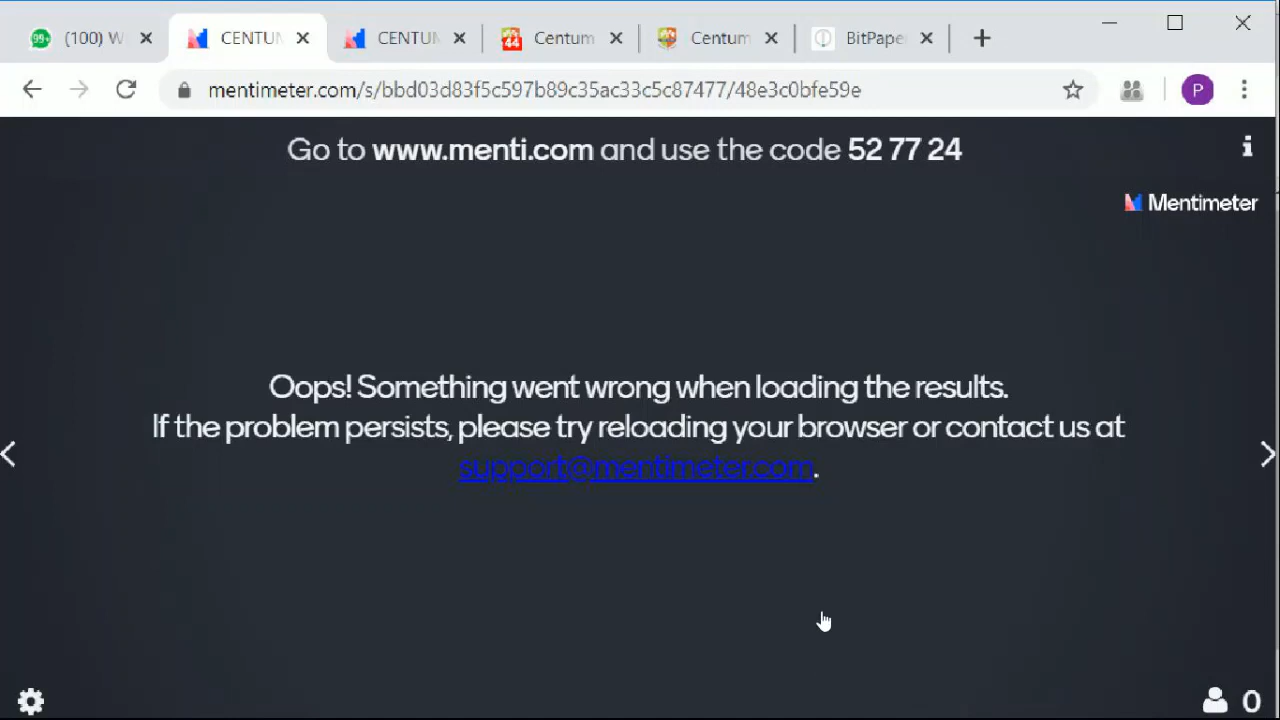 99+
(100) W
CENTUM
CENTUM
44
Centum
Centum
BitPape
mentimeter.com/s/bbd03d83f5c597b89c35ac33c5c87477/48e3c0bfe59e
P
Go to www.menti.com and use the code 52 77 24
Mentimeter
Oops! Something went wrong when loading the results.
If the problem persists, please try reloading your browser or contact us at
support@mentimeter.com.
0